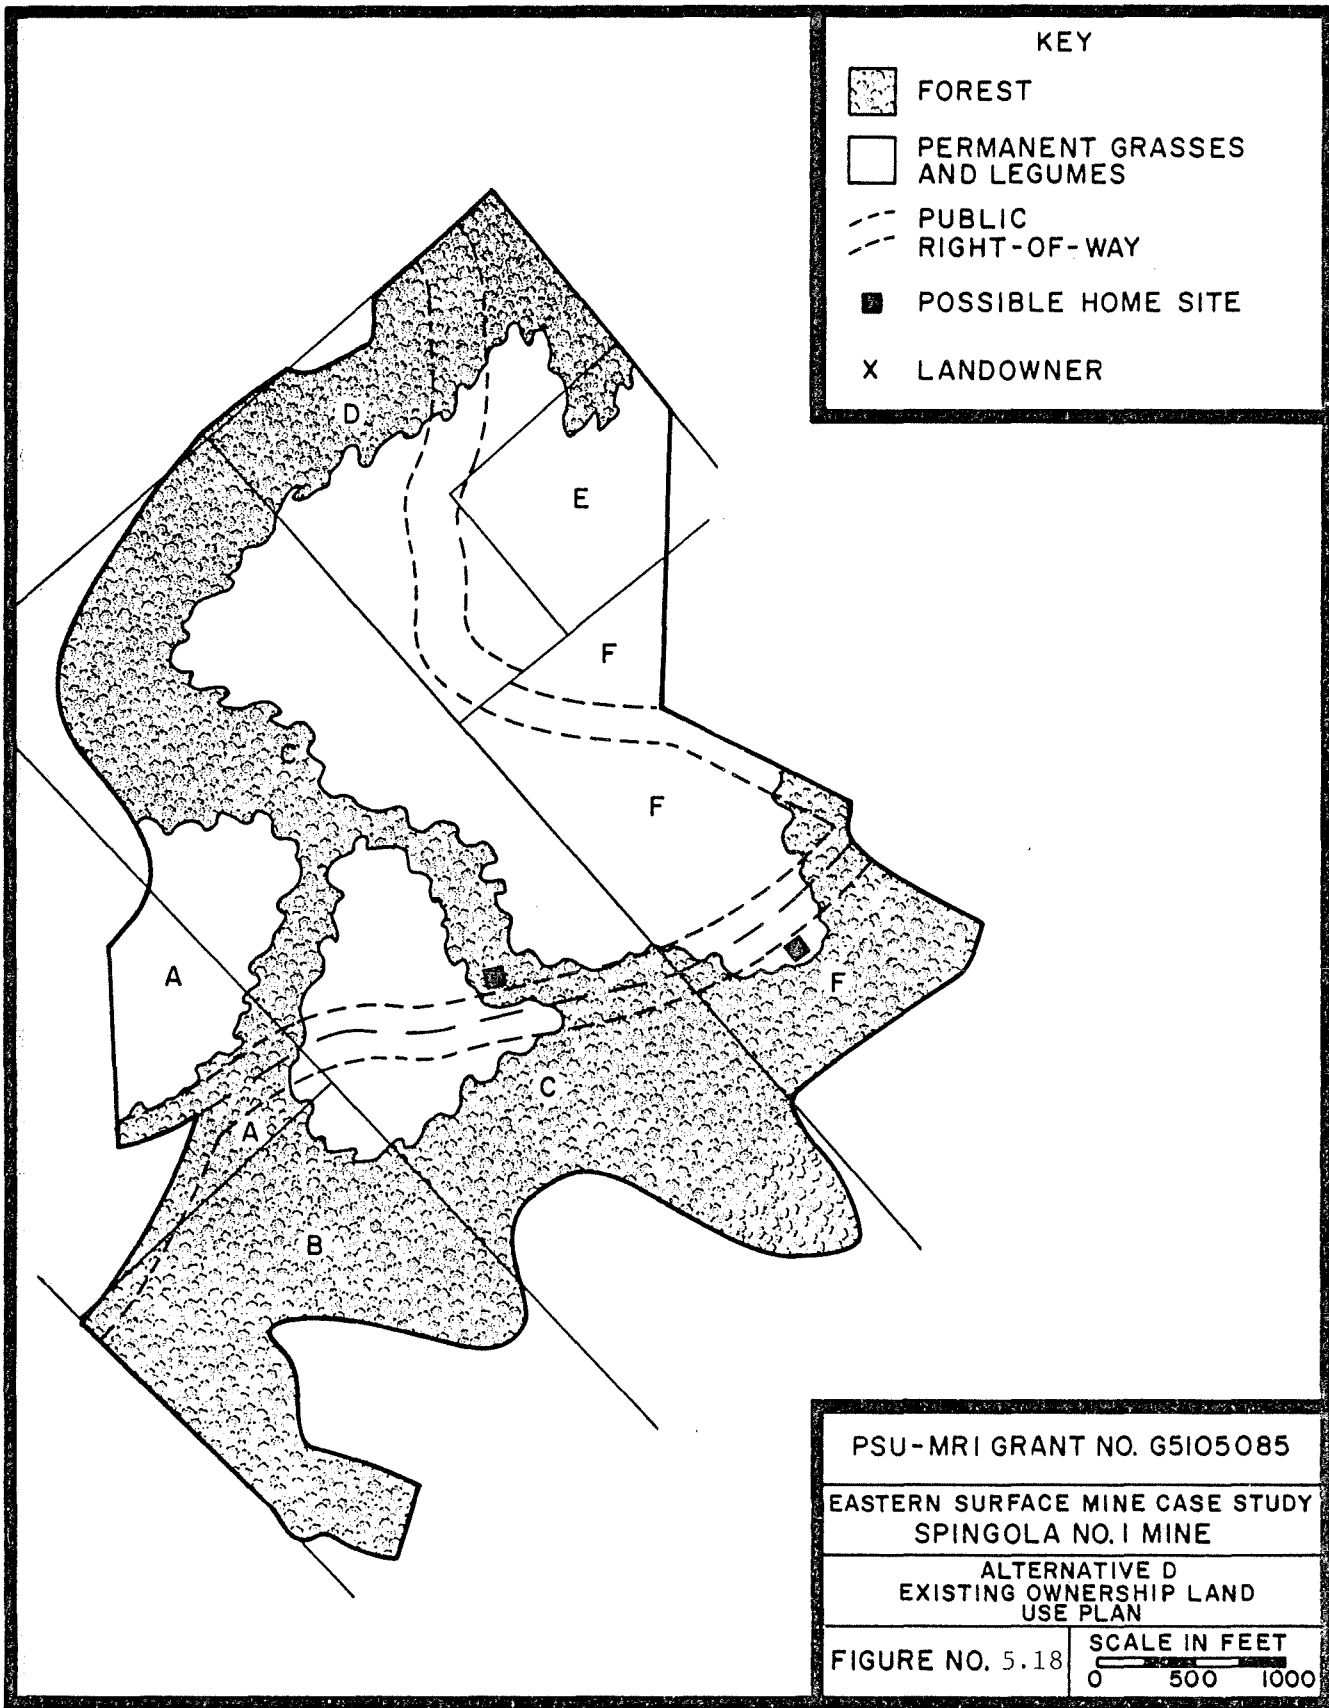 KEY
FOREST
PERMANENT GRASSES
AND LEGUMES
PUBLIC
RIGHT-OF-WAY
POSSIBLE HOME SITE
X LANDOWNER
D
E
F
C
F
A
F
C
A
B
PSU-MRI GRANT NO. G5105085
EASTERN SURFACE MINE CASE STUDY
SPINGOLA NO. 1 MINE
ALTERNATIVE D
EXISTING OWNERSHIP LAND
USE PLAN
FIGURE NO. 5.18
SCALE IN FEET
0 500 1000